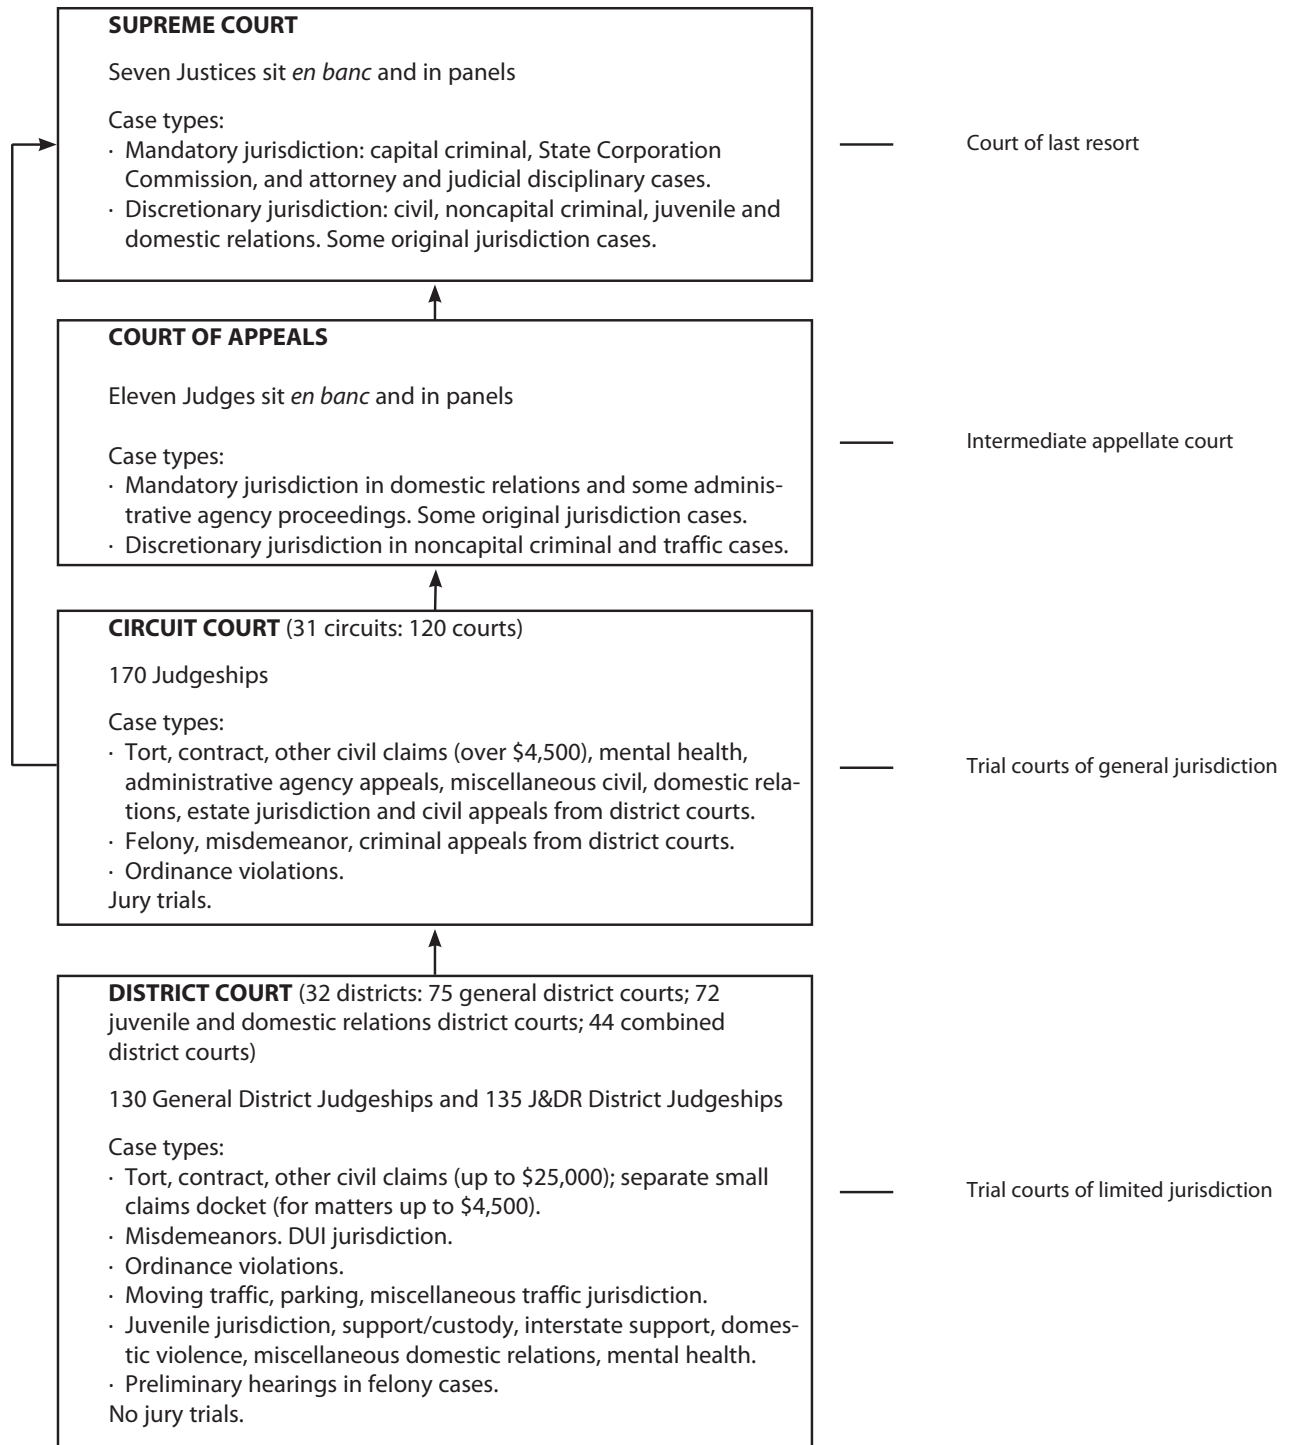 SUPREME COURT
Seven Justices sit en banc and in panels
Case types:
· Mandatory jurisdiction: capital criminal, State Corporation
Commission, and attorney and judicial disciplinary cases.
· Discretionary jurisdiction: civil, noncapital criminal, juvenile and
domestic relations. Some original jurisdiction cases.
Court of last resort
COURT OF APPEALS
Eleven Judges sit en banc and in panels
Case types:
· Mandatory jurisdiction in domestic relations and some adminis-
trative agency proceedings. Some original jurisdiction cases.
· Discretionary jurisdiction in noncapital criminal and traffic cases.
Intermediate appellate court
CIRCUIT COURT (31 circuits: 120 courts)
170 Judgeships
Case types:
· Tort, contract, other civil claims (over $4,500), mental health,
administrative agency appeals, miscellaneous civil, domestic rela-
tions, estate jurisdiction and civil appeals from district courts.
· Felony, misdemeanor, criminal appeals from district courts.
· Ordinance violations.
Jury trials.
Trial courts of general jurisdiction
DISTRICT COURT (32 districts: 75 general district courts; 72
juvenile and domestic relations district courts; 44 combined
district courts)
130 General District Judgeships and 135 J&DR District Judgeships
Case types:
· Tort, contract, other civil claims (up to $25,000); separate small
claims docket (for matters up to $4,500).
· Misdemeanors. DUI jurisdiction.
· Ordinance violations.
· Moving traffic, parking, miscellaneous traffic jurisdiction.
· Juvenile jurisdiction, support/custody, interstate support, domes-
tic violence, miscellaneous domestic relations, mental health.
· Preliminary hearings in felony cases.
No jury trials.
Trial courts of limited jurisdiction